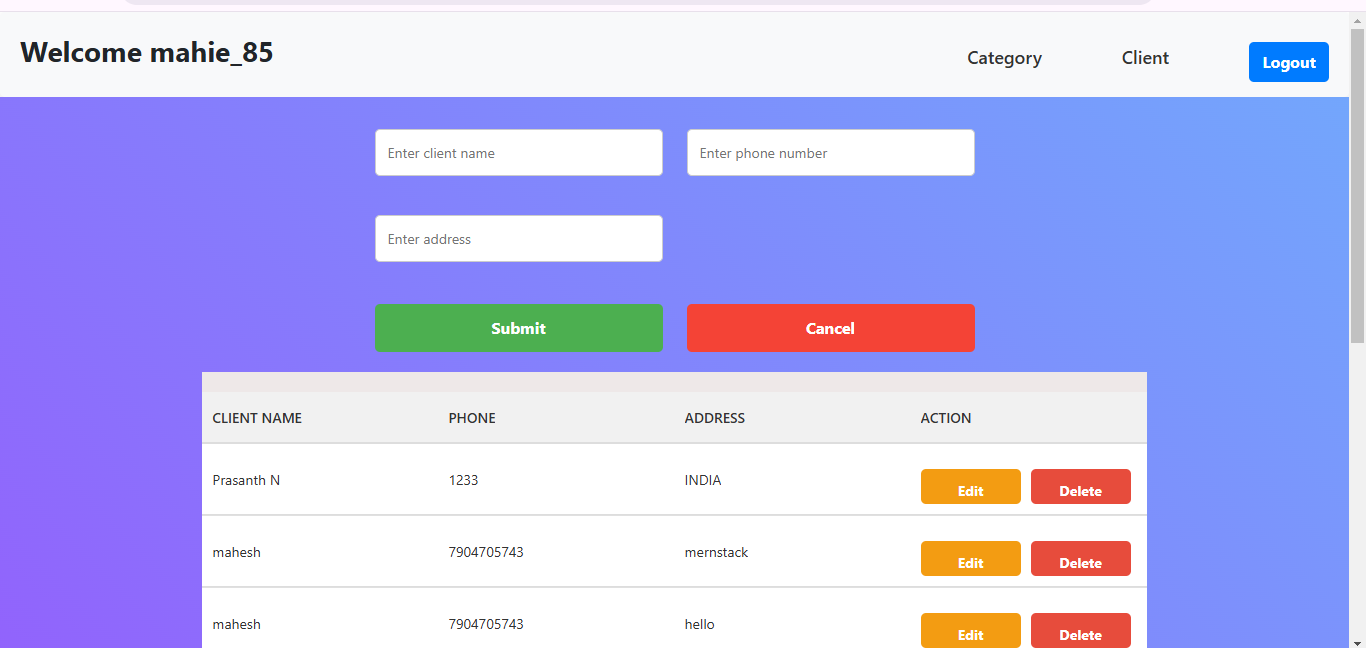 Welcome mahie_85
Category Client Logout
Enter client name Enter phone number
Enter address
Submit Cancel
CLIENT NAME PHONE ADDRESS ACTION
Prasanth N 1233 INDIA Edit Delete
mahesh 7904705743 mernstack Edit Delete
mahesh 7904705743 hello Edit Delete